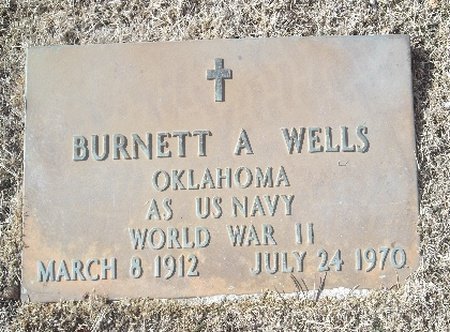 BURNETT A WELLS
OKLAHOMA
AS US NAVY
WORLD WAR II
MARCH 8 1912 JULY 24 1970